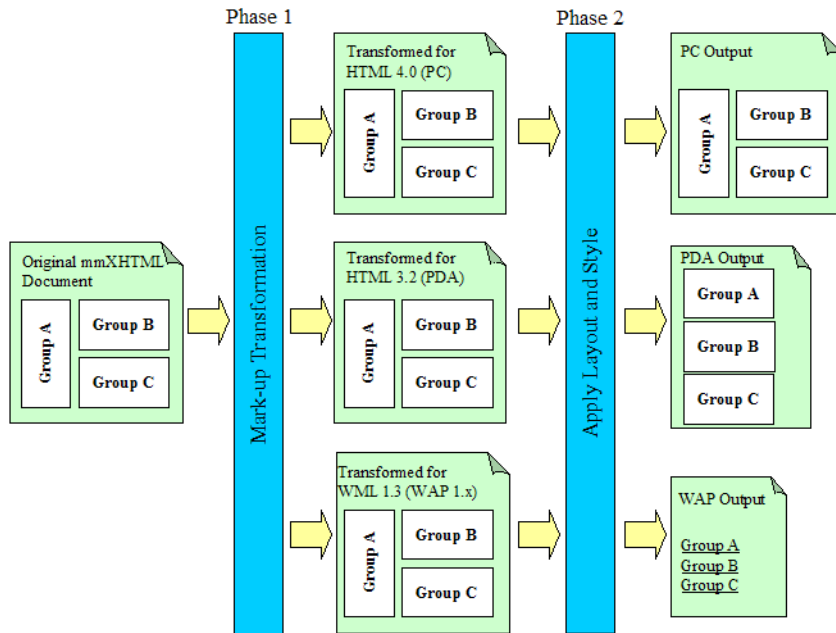 Phase 1
Phase 2
Original mmXHTML
Document
Group A
Group B
Group C
Mark-up Transformation
Transformed for
HTML 4.0 (PC)
Group A
Group B
Group C
Transformed for
HTML 3.2 (PDA)
Group A
Group B
Group C
Transformed for
WML 1.3 (WAP 1.x)
Group A
Group B
Group C
Apply Layout and Style
PC Output
Group A
Group B
Group C
PDA Output
Group A
Group B
Group C
WAP Output
Group A
Group B
Group C